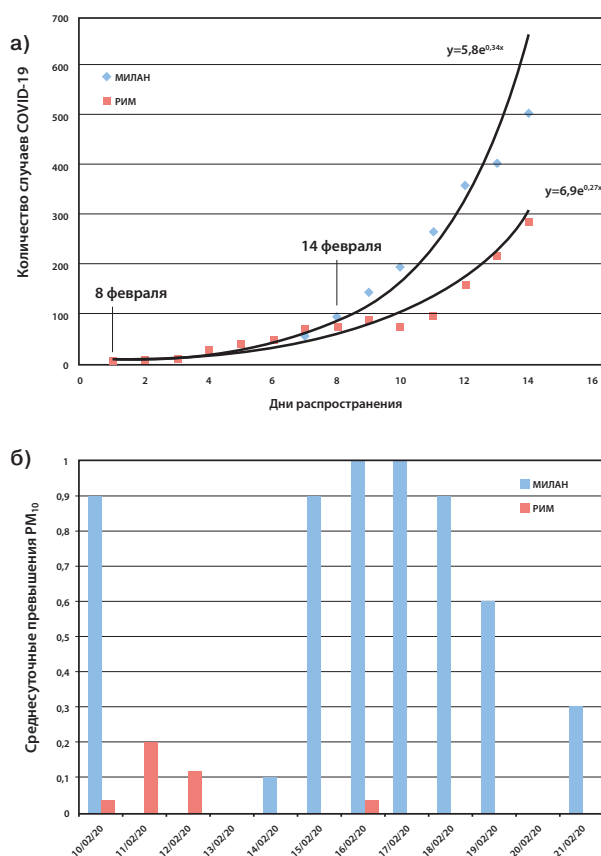 а)
Количество случаев COVID-19
700
600
500
400
300
200
100
0
МИЛАН
РИМ
y=5,8e^0,34x
y=6,9e^0,27x
14 февраля
8 февраля
0 2 4 6 8 10 12 14 16
Дни распространения
б)
Среднесуточные превышения PM₁₀
1
0,9
0,8
0,7
0,6
0,5
0,4
0,3
0,2
0,1
0
МИЛАН
РИМ
10/02/20 11/02/20 12/02/20 13/02/20 14/02/20 15/02/20 16/02/20 17/02/20 18/02/20 19/02/20 20/02/20 21/02/20